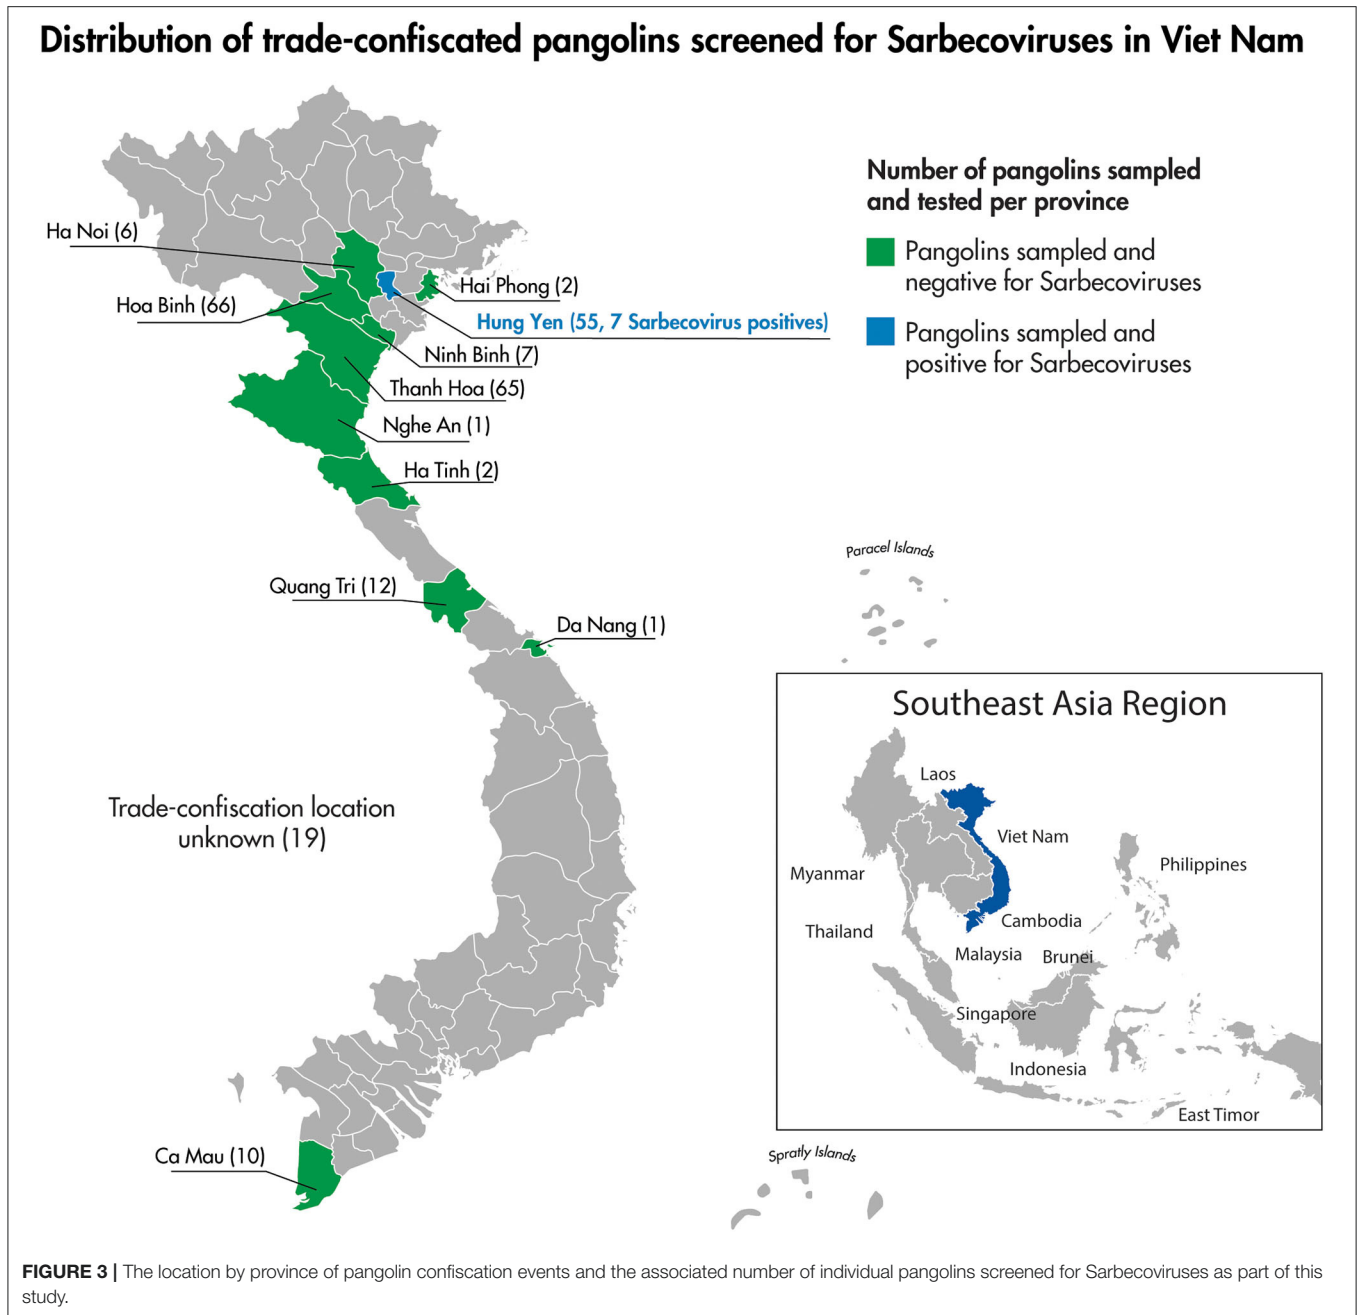 Distribution of trade-confiscated pangolins screened for Sarbecoviruses in Viet Nam
Number of pangolins sampled
and tested per province
Pangolins sampled and
negative for Sarbecoviruses
Pangolins sampled and
positive for Sarbecoviruses
Ha Noi (6)
Hoa Binh (66)
Hai Phong (2)
Hung Yen (55, 7 Sarbecovirus positives)
Ninh Binh (7)
Thanh Hoa (65)
Nghe An (1)
Ha Tinh (2)
Quang Tri (12)
Da Nang (1)
Paracel Islands
Trade-confiscation location
unknown (19)
Ca Mau (10)
Southeast Asia Region
Laos
Viet Nam
Myanmar
Philippines
Thailand
Cambodia
Malaysia
Brunei
Singapore
Indonesia
East Timor
Spratly Islands
FIGURE 3 | The location by province of pangolin confiscation events and the associated number of individual pangolins screened for Sarbecoviruses as part of this
study.